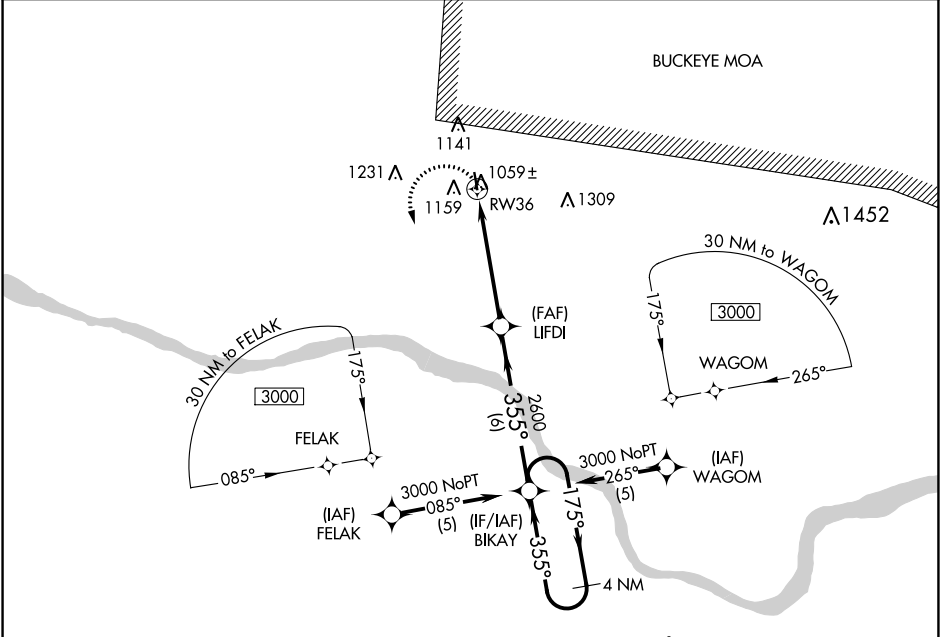 BUCKEYE MOA
1141
1231
1059±
1159
RW36
1309
1452
30 NM to WAGOM
175°
3000
WAGOM
265°
(FAF)
LIFDI
30 NM to FELAK
175°
3000
FELAK
085°
2600
355°
(6)
3000 NoPT
265°
(5)
(IAF)
WAGOM
3000 NoPT
085°
(5)
(IAF)
FELAK
(IF/IAF)
BIKAY
175°
355°
4 NM